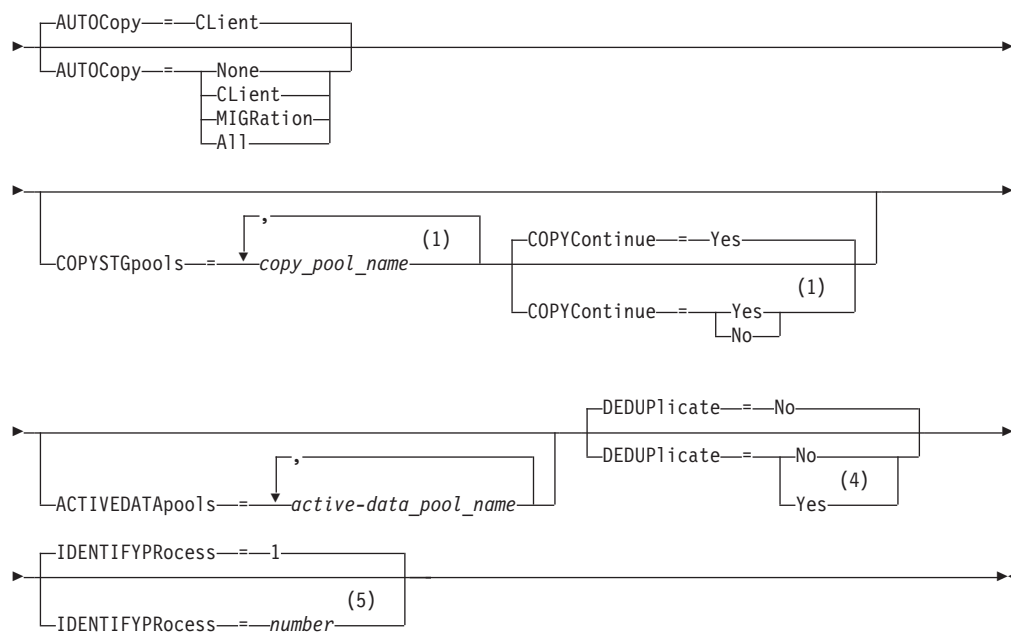 AUTOCopy = CLient
AUTOCopy = None
CLient
MIGRation
All
,
(1)
COPYSTGpools = copy_pool_name
COPYContinue = Yes
(1)
COPYContinue = Yes
No
,
ACTIVEDATApools = active-data_pool_name
DEDUPlicate = No
DEDUPlicate = No
(4)
Yes
IDENTIFYPRocess = 1
(5)
IDENTIFYPRocess = number